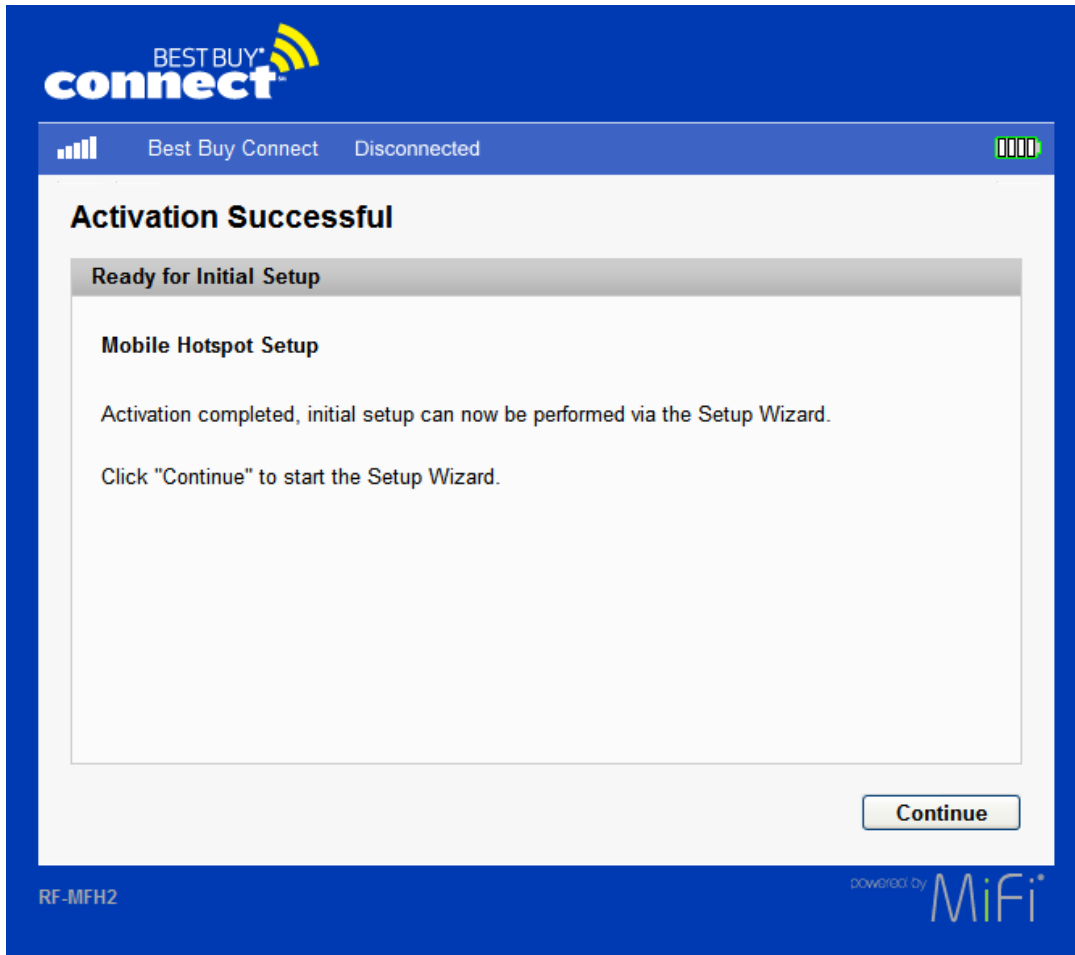 BEST BUY®
connect℠
Best Buy Connect Disconnected
Activation Successful
Ready for Initial Setup
Mobile Hotspot Setup
Activation completed, initial setup can now be performed via the Setup Wizard.
Click "Continue" to start the Setup Wizard.
Continue
RF-MFH2
powered by MiFi®